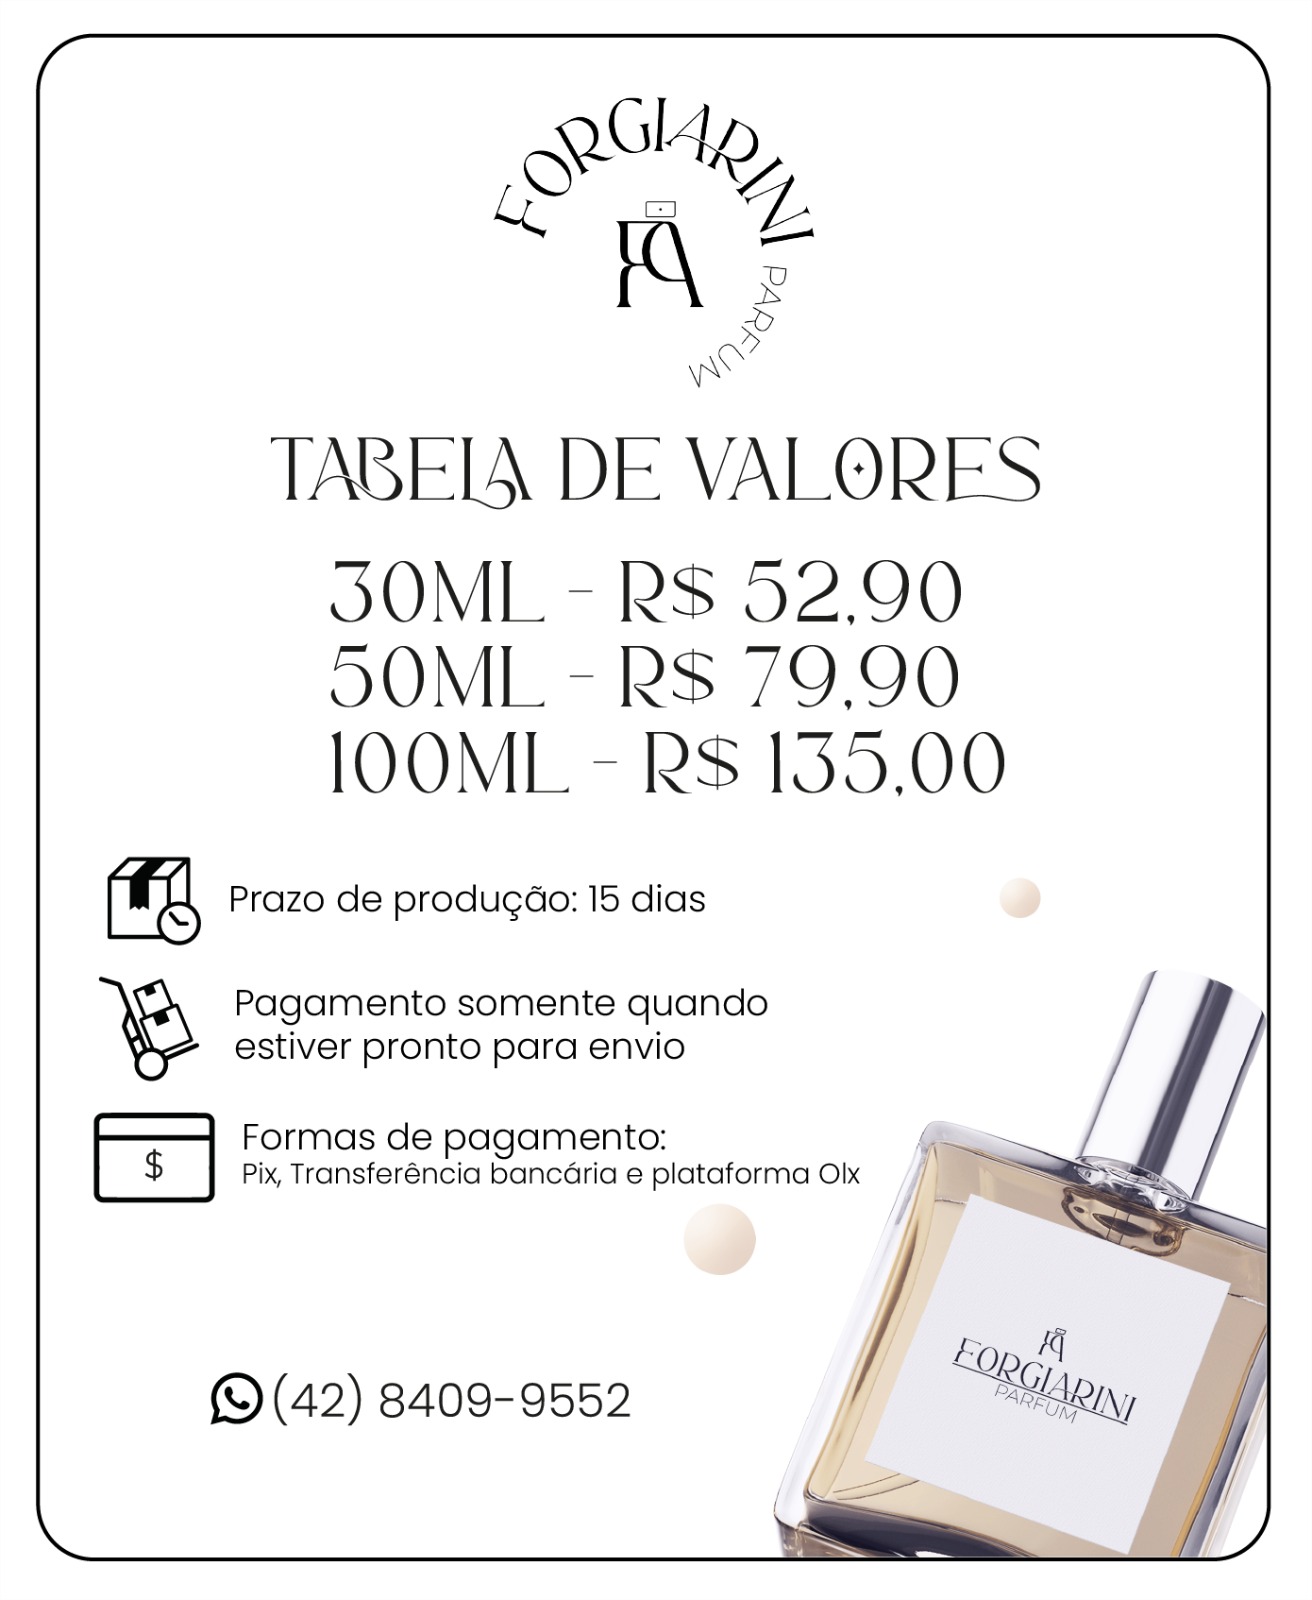 FORGIARINI
FA
PARFUM
TABELA DE VALORES
30ML - R$ 52,90
50ML - R$ 79,90
100ML - R$ 135,00
Prazo de produção: 15 dias
Pagamento somente quando
estiver pronto para envio
Formas de pagamento:
$
Pix, Transferência bancária e plataforma Olx
(42) 8409-9552
FA
FORGIARINI
PARFUM